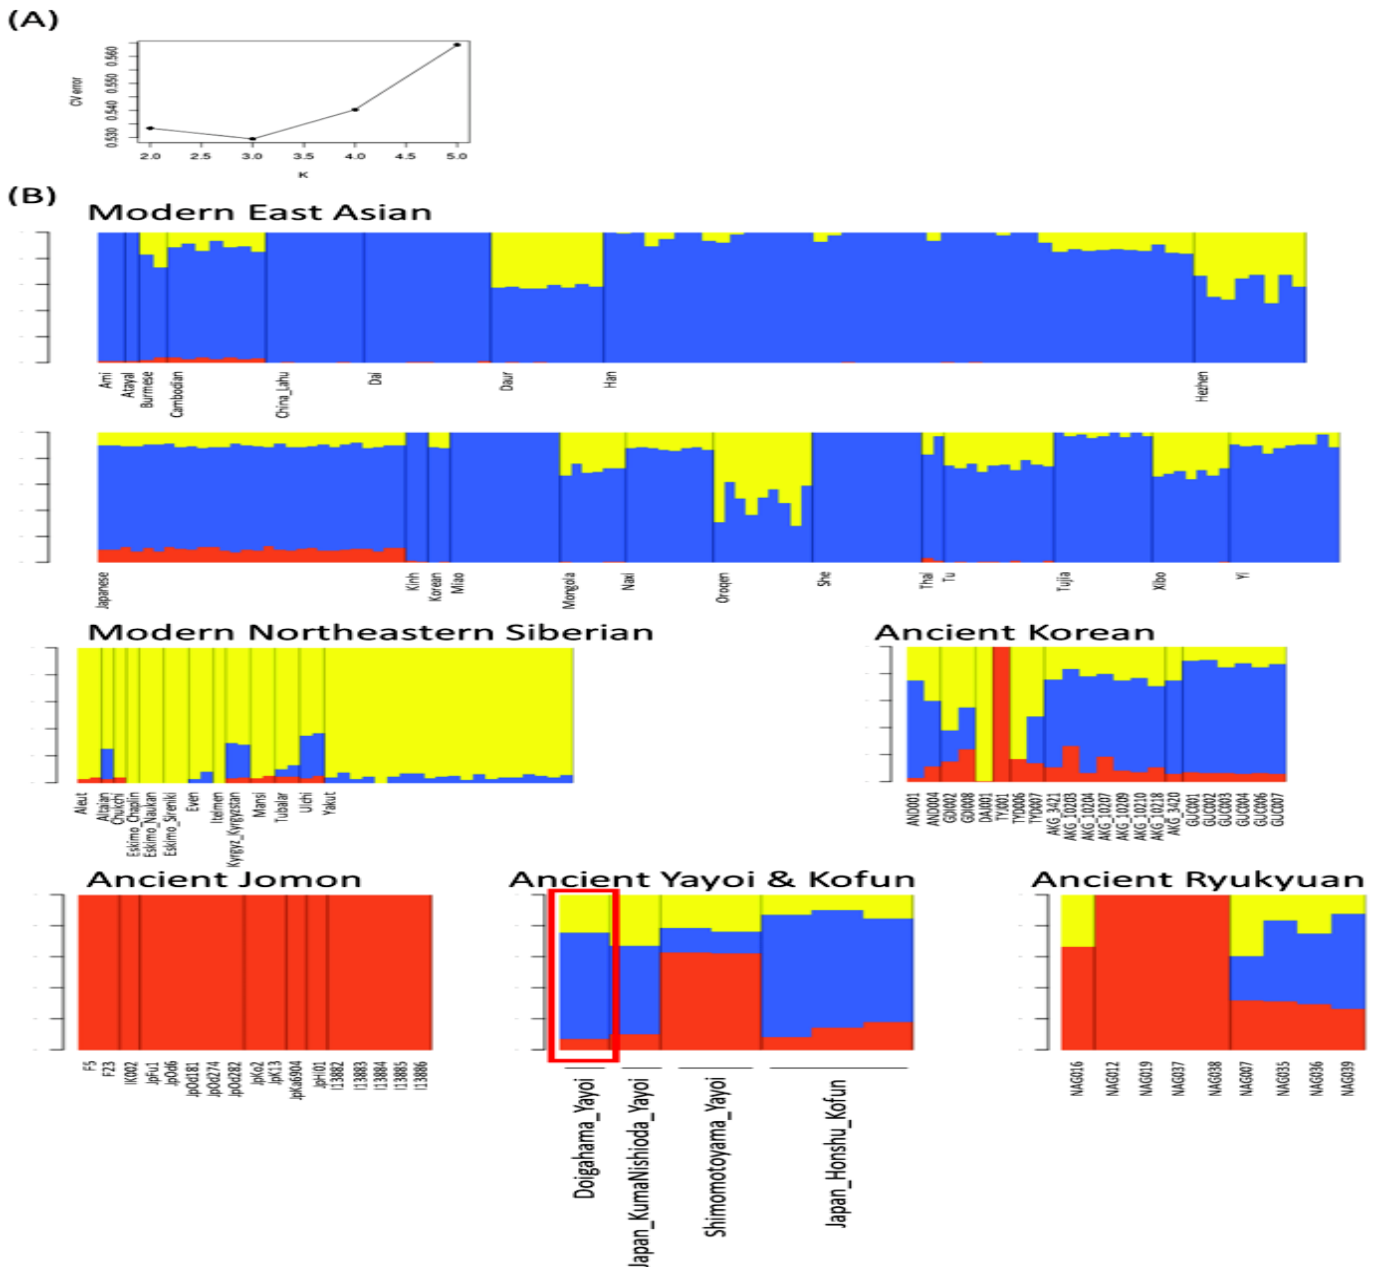 (A)
CV error
0.530 0.540 0.550 0.560
2.0 2.5 3.0 3.5 4.0 4.5 5.0
K
(B)
Modern East Asian
Ami Atayal Burmese Cambodian China_Lahu Dai Daur Han Hezhen
Japanese Kinh Korean Miao Mongola Naxi Oroqen She Thai Tu Tujia Xibo Yi
Modern Northeastern Siberian
Aleut Altaian Chukchi Eskimo_Chaplin Eskimo_Naukan Eskimo_Sireniki Even Itelmen Kyrgyz_Kyrgyzstan Mansi Tubalar Ulchi Yakut
Ancient Korean
AND001 AND004 GDI002 GDI008 DAJ001 TYJ001 TYD006 TYD007 AKG_3421 AKG_10203 AKG_10204 AKG_10207 AKG_10209 AKG_10210 AKG_10218 AKG_3420 GUC001 GUC002 GUC003 GUC004 GUC006 GUC007
Ancient Jomon
F5 F23 IK002 JpFu1 JpOd6 JpOd181 JpOd274 JpOd282 JpKo2 JpK13 JpKa6904 JpHi01 I13882 I13883 I13884 I13885 I13886
Ancient Yayoi & Kofun
Doigahama_Yayoi
Japan_KumaNishioda_Yayoi
Shimomotoyama_Yayoi
Japan_Honshu_Kofun
Ancient Ryukyuan
NAG016 NAG012 NAG019 NAG037 NAG038 NAG007 NAG035 NAG036 NAG039